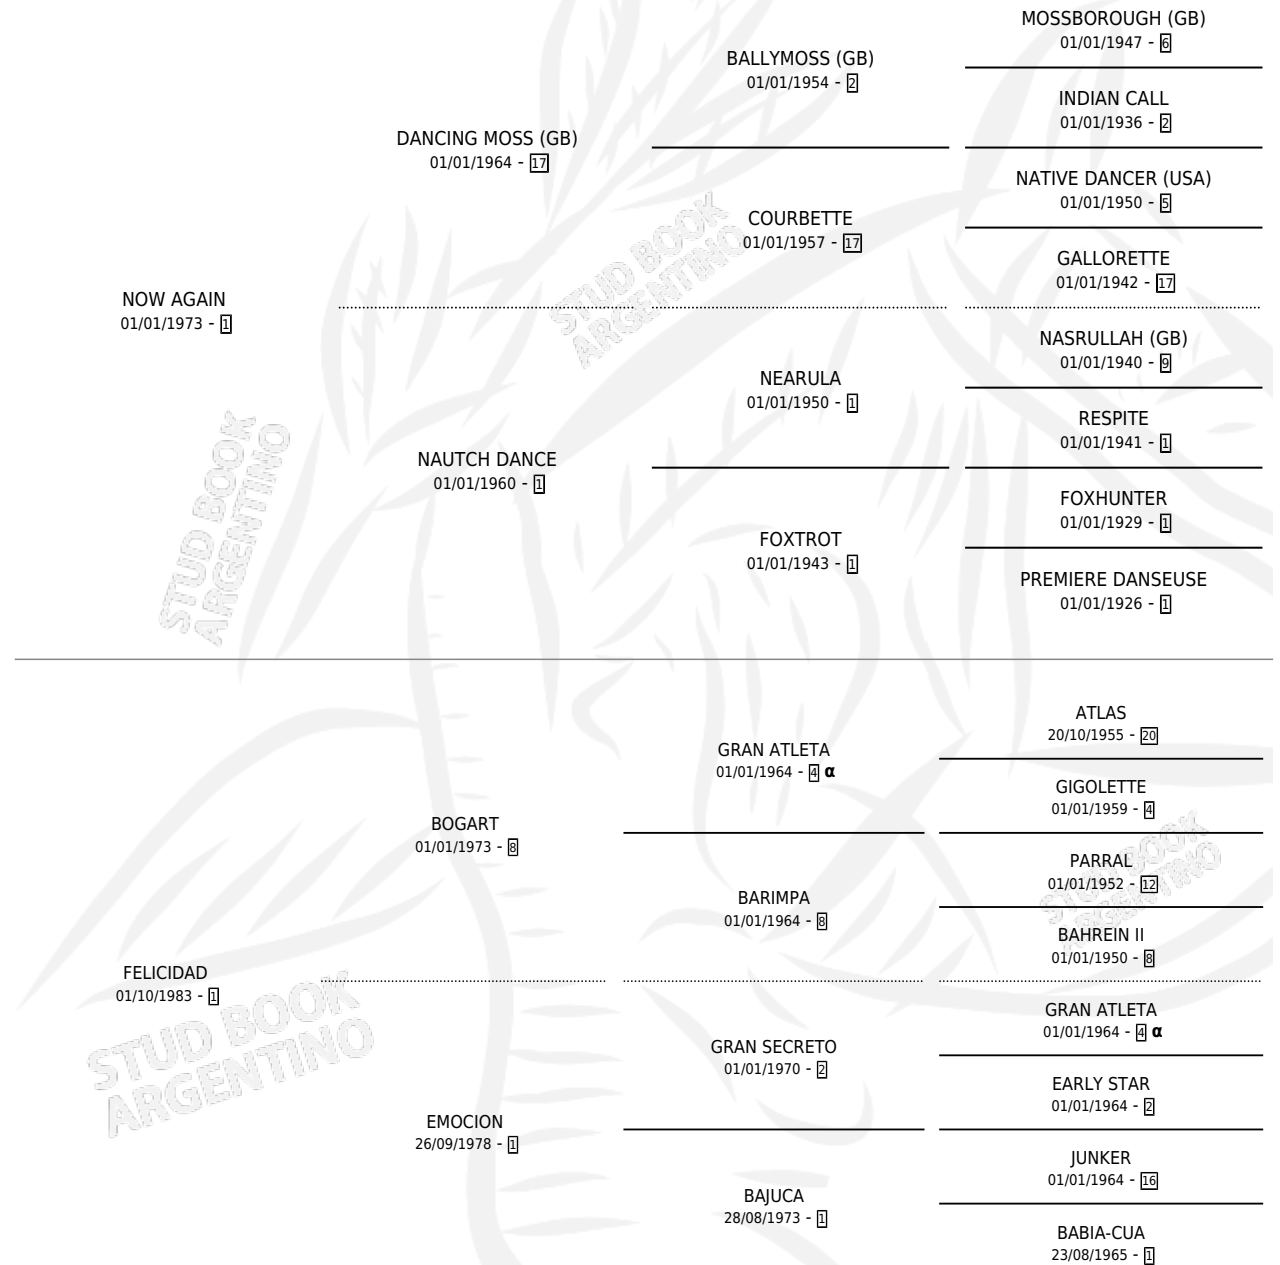 MOSSBOROUGH (GB)
01/01/1947 - 6
BALLYMOSS (GB)
01/01/1954 - 2
INDIAN CALL
01/01/1936 - 2
DANCING MOSS (GB)
01/01/1964 - 17
NATIVE DANCER (USA)
01/01/1950 - 5
COURBETTE
01/01/1957 - 17
GALLORETTE
01/01/1942 - 17
NOW AGAIN
01/01/1973 - 1
NASRULLAH (GB)
01/01/1940 - 9
NEARULA
01/01/1950 - 1
RESPITE
01/01/1941 - 1
NAUTCH DANCE
01/01/1960 - 1
FOXHUNTER
01/01/1929 - 1
FOXTROT
01/01/1943 - 1
PREMIERE DANSEUSE
01/01/1926 - 1
ATLAS
20/10/1955 - 20
GRAN ATLETA
01/01/1964 - 4 α
GIGOLETTE
01/01/1959 - 4
BOGART
01/01/1973 - 8
PARRAL
01/01/1952 - 12
BARIMPA
01/01/1964 - 8
BAHREIN II
01/01/1950 - 8
FELICIDAD
01/10/1983 - 1
GRAN ATLETA
01/01/1964 - 4 α
GRAN SECRETO
01/01/1970 - 2
EARLY STAR
01/01/1964 - 2
EMOCION
26/09/1978 - 1
JUNKER
01/01/1964 - 16
BAJUCA
28/08/1973 - 1
BABIA-CUA
23/08/1965 - 1
STUD BOOK
ARGENTINO
STUD BOOK
ARGENTINO
STUD BOOK
ARGENTINO
STUD BOOK
ARGENTINO